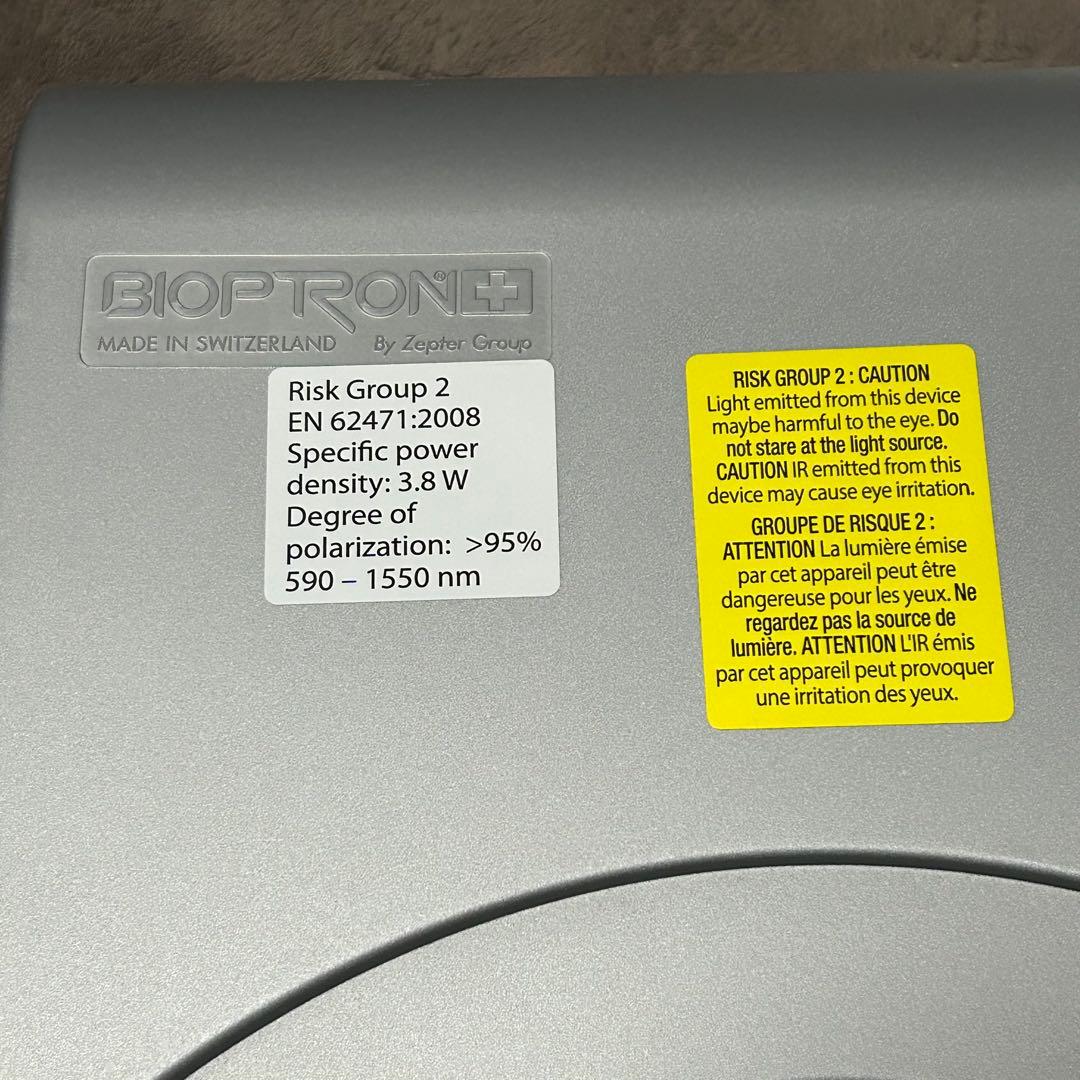 BIOPTRON®
MADE IN SWITZERLAND By Zepter Group
Risk Group 2
EN 62471:2008
Specific power
density: 3.8 W
Degree of
polarization: >95%
590 – 1550 nm
RISK GROUP 2 : CAUTION
Light emitted from this device
maybe harmful to the eye. Do
not stare at the light source.
CAUTION IR emitted from this
device may cause eye irritation.
GROUPE DE RISQUE 2 :
ATTENTION La lumière émise
par cet appareil peut être
dangereuse pour les yeux. Ne
regardez pas la source de
lumière. ATTENTION L'IR émis
par cet appareil peut provoquer
une irritation des yeux.